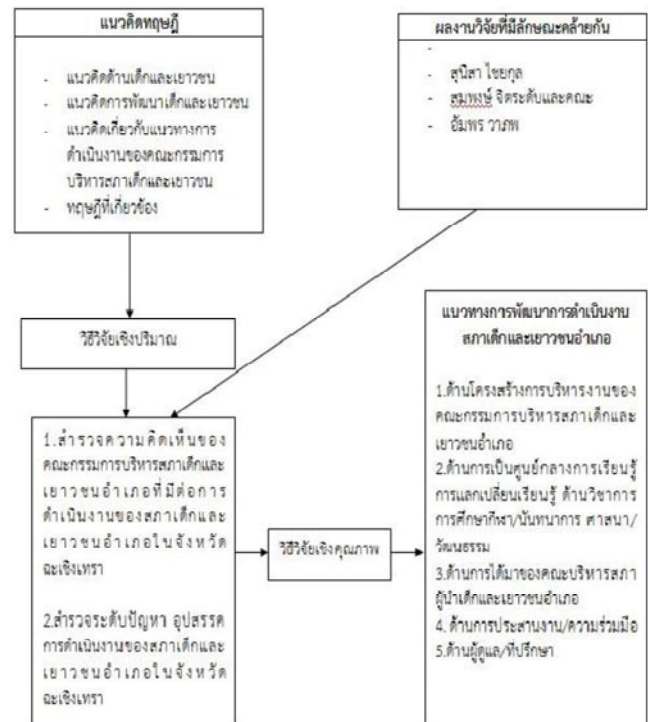 แนวคิดทฤษฎี
- แนวคิดด้านเด็กและเยาวชน
- แนวคิดการพัฒนาเด็กและเยาวชน
- แนวคิดเกี่ยวกับแนวทางการ
ดำเนินงานของคณะกรรมการ
บริหารสภาเด็กและเยาวชน
- ทฤษฎีที่เกี่ยวข้อง
ผลงานวิจัยที่มีลักษณะคล้ายกัน
-
- สุนิสา ไชยกุล
- สมพงษ์ จิตระดับและคณะ
- อัมพร วาภพ
วิธีวิจัยเชิงปริมาณ
1.สำรวจความคิดเห็นของ
คณะกรรมการบริหารสภาเด็กและ
เยาวชนอำเภอที่มีต่อการ
ดำเนินงานของสภาเด็กและ
เยาวชนอำเภอในจังหวัด
ฉะเชิงเทรา
2.สำรวจระดับปัญหา อุปสรรค
การดำเนินงานของสภาเด็กและ
เยาวชนอำเภอในจังหวัด
ฉะเชิงเทรา
วิธีวิจัยเชิงคุณภาพ
แนวทางการพัฒนาการดำเนินงาน
สภาเด็กและเยาวชนอำเภอ
1.ด้านโครงสร้างการบริหารงานของ
คณะกรรมการบริหารสภาเด็กและ
เยาวชนอำเภอ
2.ด้านการเป็นศูนย์กลางการเรียนรู้
การแลกเปลี่ยนเรียนรู้ ด้านวิชาการ
การศึกษากีฬา/นันทนาการ ศาสนา/
วัฒนธรรม
3.ด้านการได้มาของคณะบริหารสภา
ผู้นำเด็กและเยาวชนอำเภอ
4. ด้านการประสานงาน/ความร่วมมือ
5.ด้านผู้ดูแล/ที่ปรึกษา